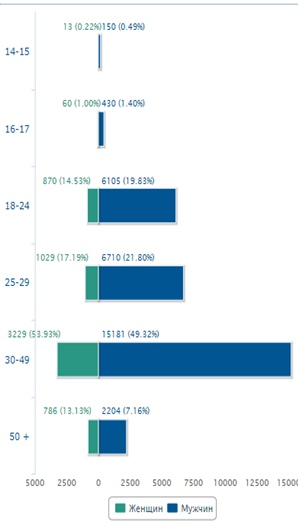 13 (0.22%) 150 (0.49%)
14-15
60 (1.00%) 430 (1.40%)
16-17
870 (14.53%) 6105 (19.83%)
18-24
1029 (17.19%) 6710 (21.80%)
25-29
3229 (53.93%) 15181 (49.32%)
30-49
786 (13.13%) 2204 (7.16%)
50 +
5000 2500 0 2500 5000 7500 10000 12500 15000
Женщин Мужчин